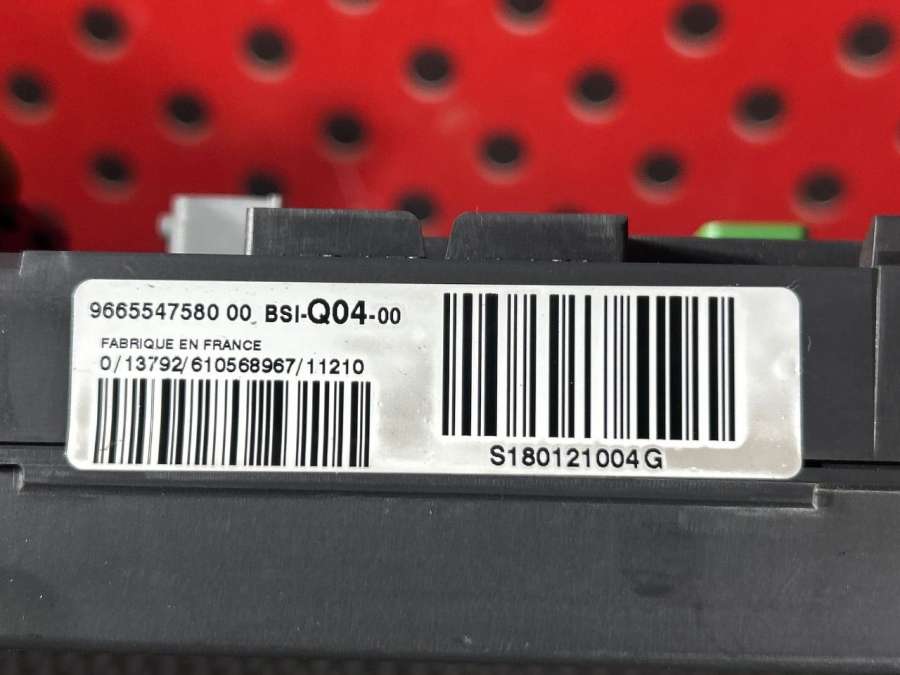 9665547580 00 BSI-Q04-00
FABRIQUE EN FRANCE
0/13792/610568967/11210
S180121004G